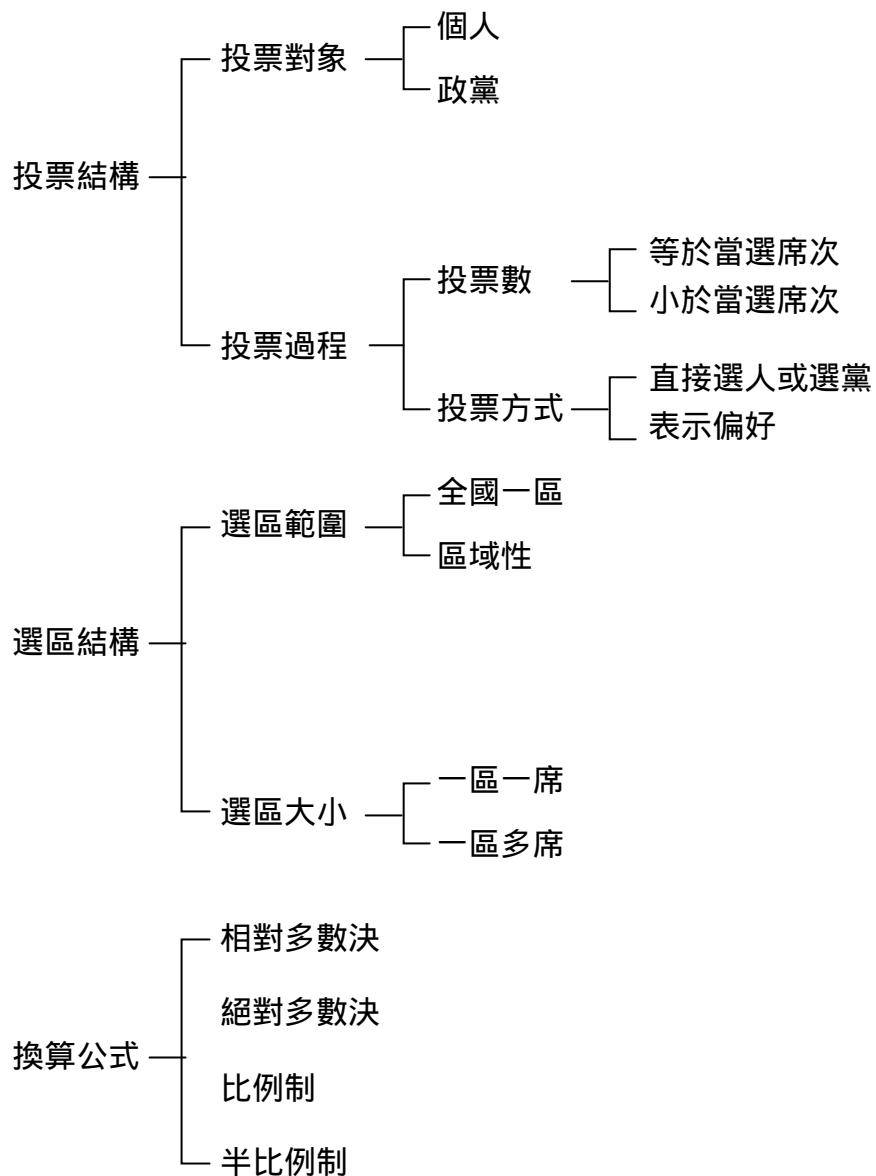 投票結構
投票對象
個人
政黨
投票過程
投票數
等於當選席次
小於當選席次
投票方式
直接選人或選黨
表示偏好
選區結構
選區範圍
全國一區
區域性
選區大小
一區一席
一區多席
換算公式
相對多數決
絕對多數決
比例制
半比例制